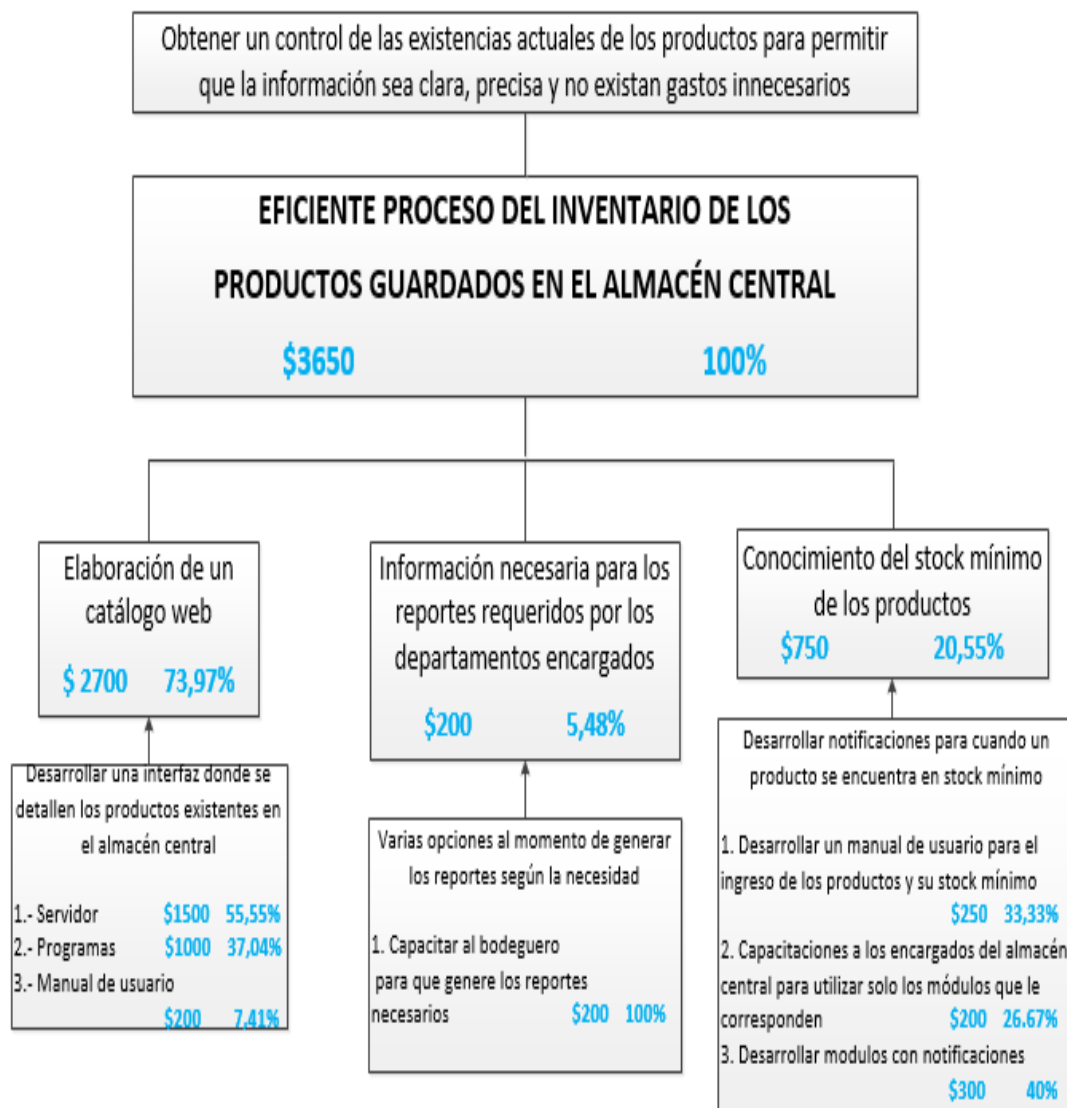 Obtener un control de las existencias actuales de los productos para permitir
que la información sea clara, precisa y no existan gastos innecesarios
EFICIENTE PROCESO DEL INVENTARIO DE LOS
PRODUCTOS GUARDADOS EN EL ALMACÉN CENTRAL
$3650 100%
Elaboración de un
catálogo web
$ 2700 73,97%
Información necesaria para los
reportes requeridos por los
departamentos encargados
$200 5,48%
Conocimiento del stock mínimo
de los productos
$750 20,55%
Desarrollar una interfaz donde se
detallen los productos existentes en
el almacén central
1.- Servidor $1500 55,55%
2.- Programas $1000 37,04%
3.- Manual de usuario
$200 7,41%
Varias opciones al momento de generar
los reportes según la necesidad
1. Capacitar al bodeguero
para que genere los reportes
necesarios $200 100%
Desarrollar notificaciones para cuando un
producto se encuentra en stock mínimo
1. Desarrollar un manual de usuario para el
ingreso de los productos y su stock mínimo
$250 33,33%
2. Capacitaciones a los encargados del almacén
central para utilizar solo los módulos que le
corresponden $200 26.67%
3. Desarrollar modulos con notificaciones
$300 40%